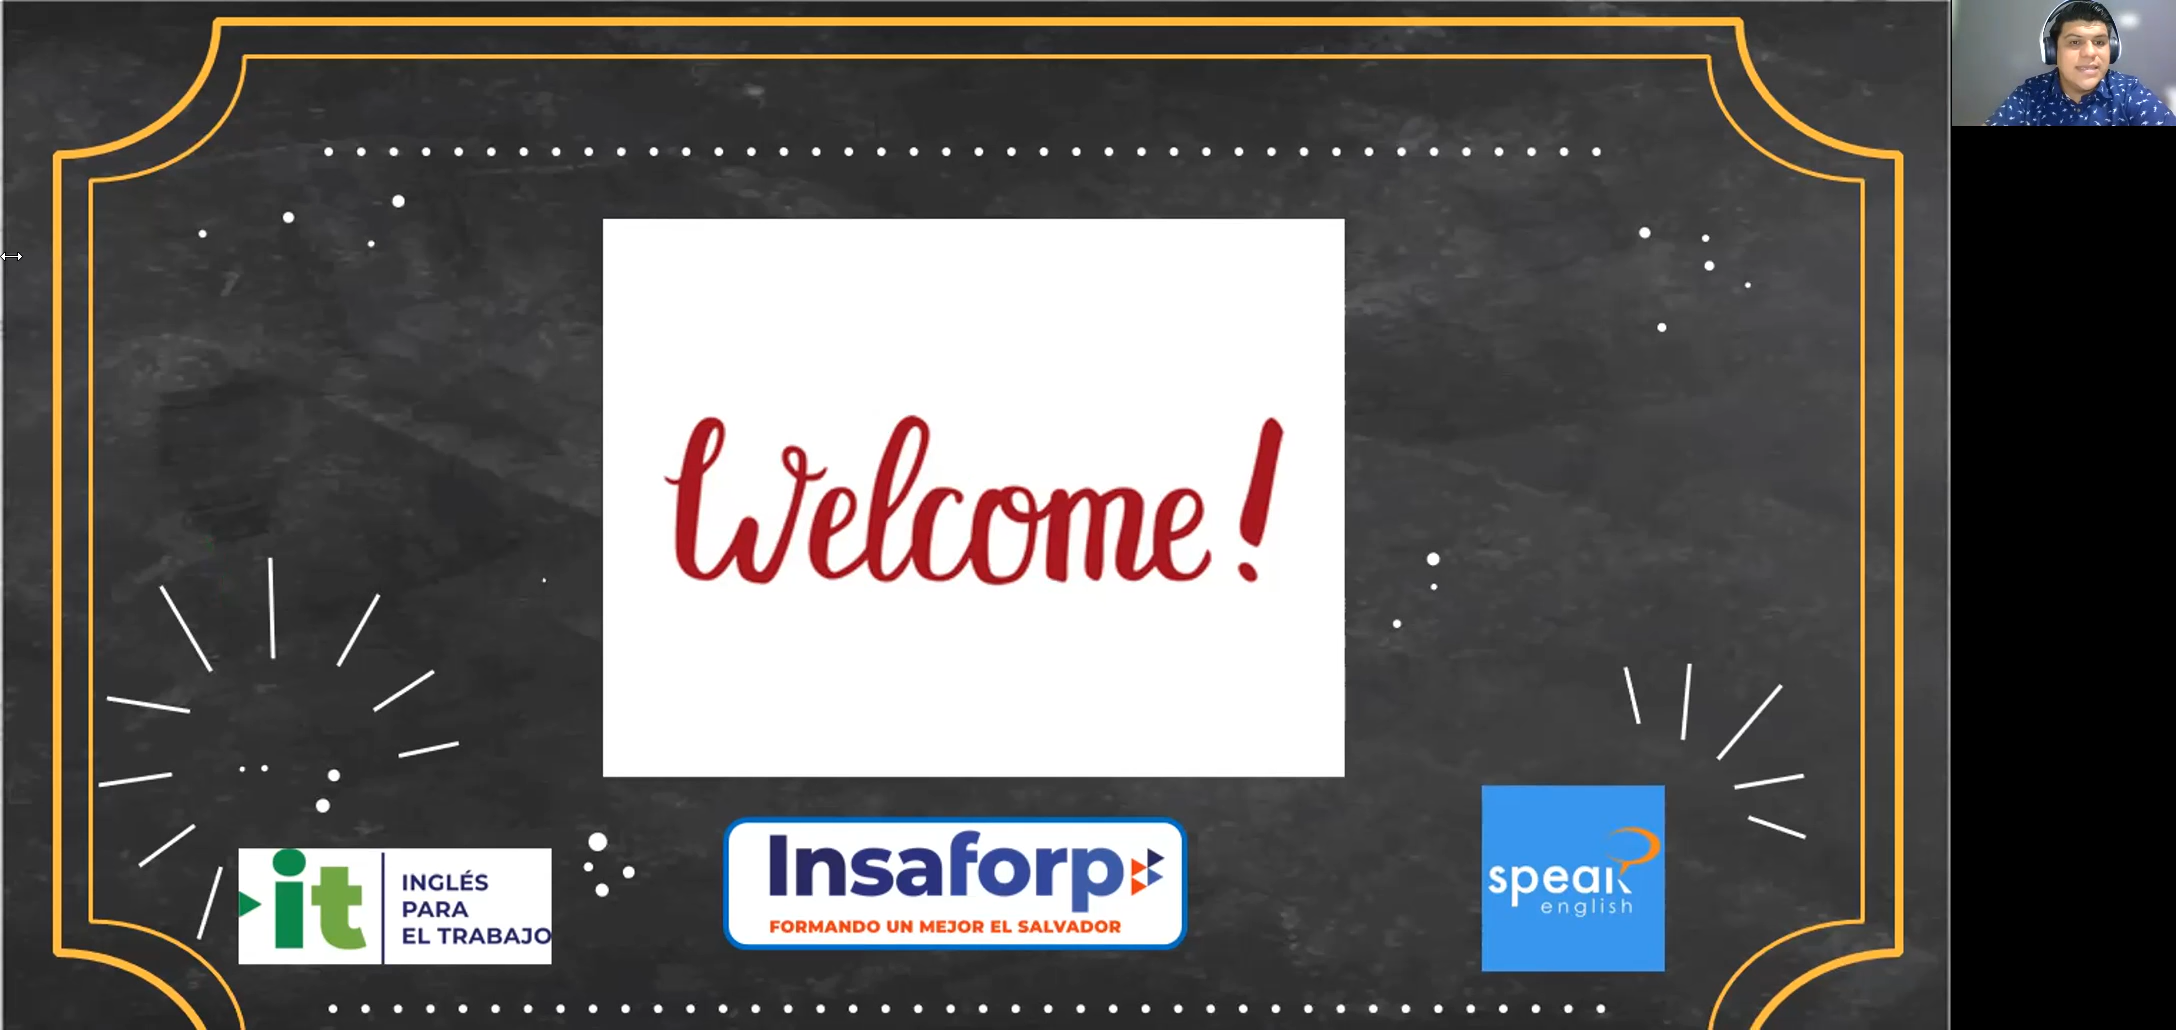 Welcome!
it
INGLÉS
PARA
EL TRABAJO
Insaforp
FORMANDO UN MEJOR EL SALVADOR
speak
english